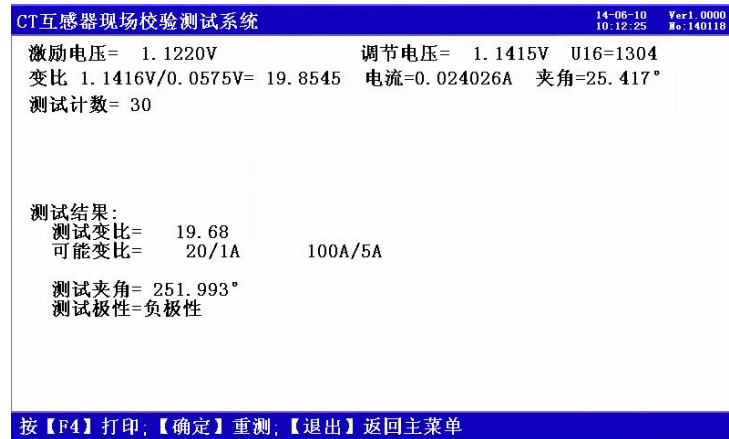 CT互感器现场校验测试系统 14-06-10 Ver1.0000
10:12:25 No:140118
激励电压= 1.1220V 调节电压= 1.1415V U16=1304
变比 1.1416V/0.0575V= 19.8545 电流=0.024026A 夹角=25.417°
测试计数= 30
测试结果:
测试变比= 19.68
可能变比= 20/1A 100A/5A
测试夹角= 251.993°
测试极性=负极性
按【F4】打印;【确定】重测;【退出】返回主菜单